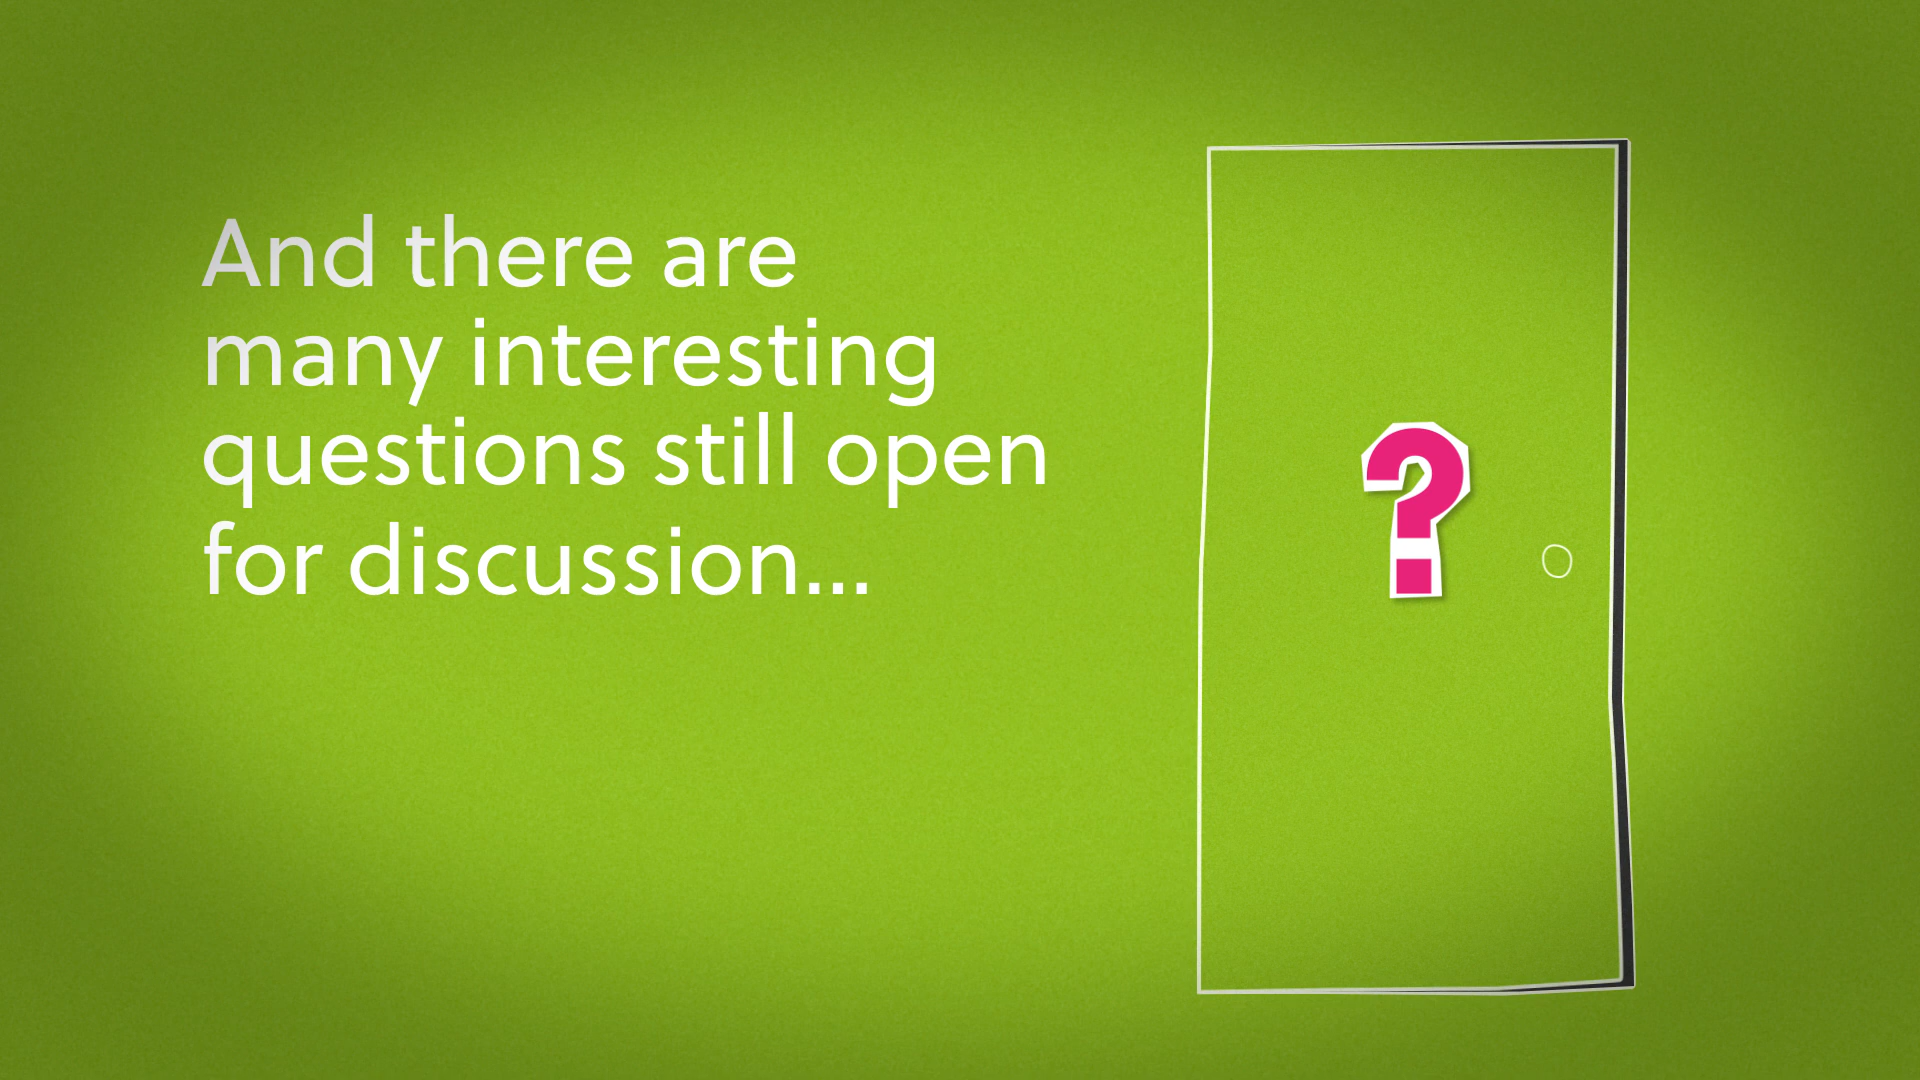 And there are
many interesting
questions still open
for discussion...
?